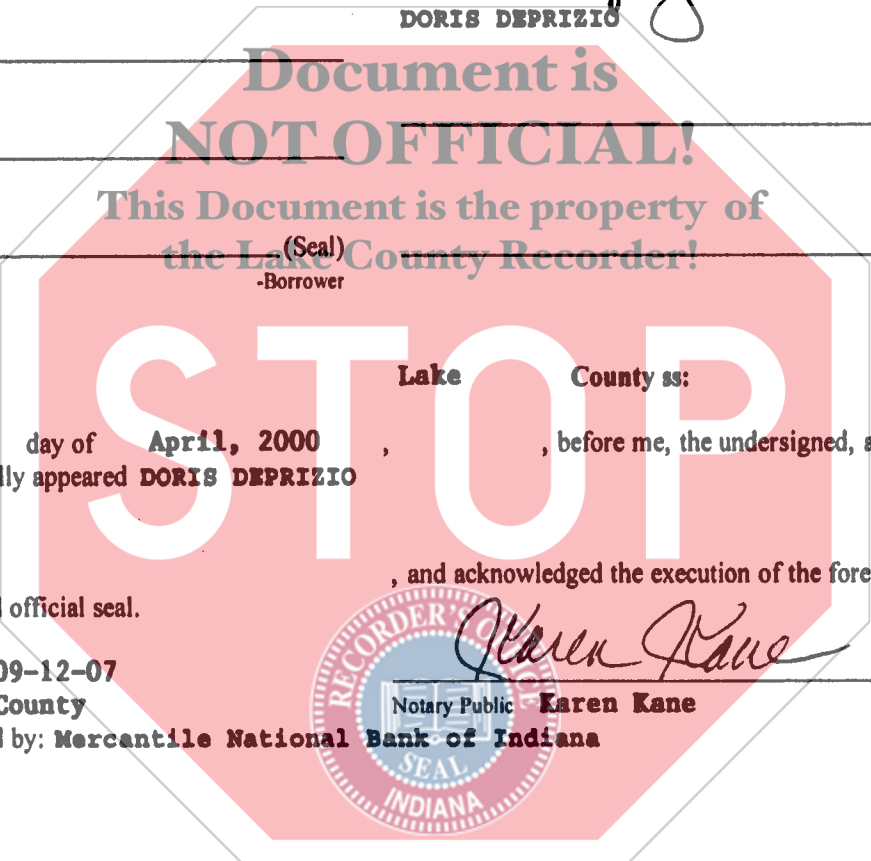 DORIS DEPRIZIO
Document is
NOT OFFICIAL!
This Document is the property of
the Lake County Recorder!
(Seal)
-Borrower
STOP
Lake County ss:
day of April, 2000 , , before me, the undersigned, a
lly appeared DORIS DEPRIZIO
, and acknowledged the execution of the fore
official seal.
Karen Kane
09-12-07
County
Notary Public Karen Kane
by: Mercantile National Bank of Indiana
RECORDER'S OFFICE
SEAL
INDIANA